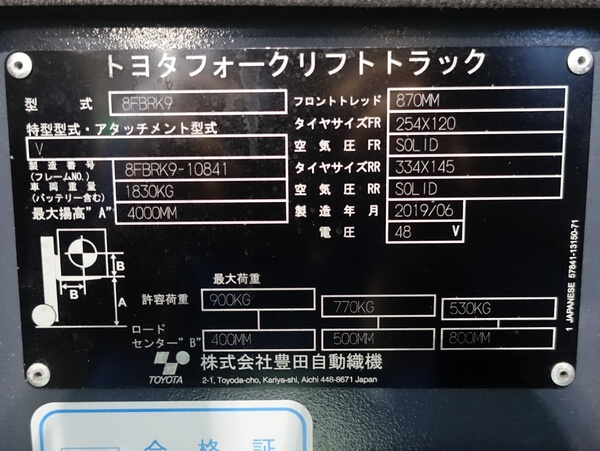 トヨタフォークリフトトラック
型 式 8FBRK9
特型型式・アタッチメント型式
V
製造番号
(フレームNO.) 8FBRK9-10841
車両重量
(バッテリー含む) 1830KG
最大揚高"A" 4000MM
フロントトレッド 870MM
タイヤサイズFR 254X120
空気圧 FR SOLID
タイヤサイズRR 334X145
空気圧 RR SOLID
製造年月 2019/06
電圧 48 V
B
B
A
最大荷重
許容荷重 900KG 770KG 530KG
ロード
センター"B" 400MM 500MM 800MM
TOYOTA
株式会社豊田自動織機
2-1, Toyoda-cho, Kariya-shi, Aichi 448-8671 Japan
1 JAPANESE 57841-13150-71
合格証